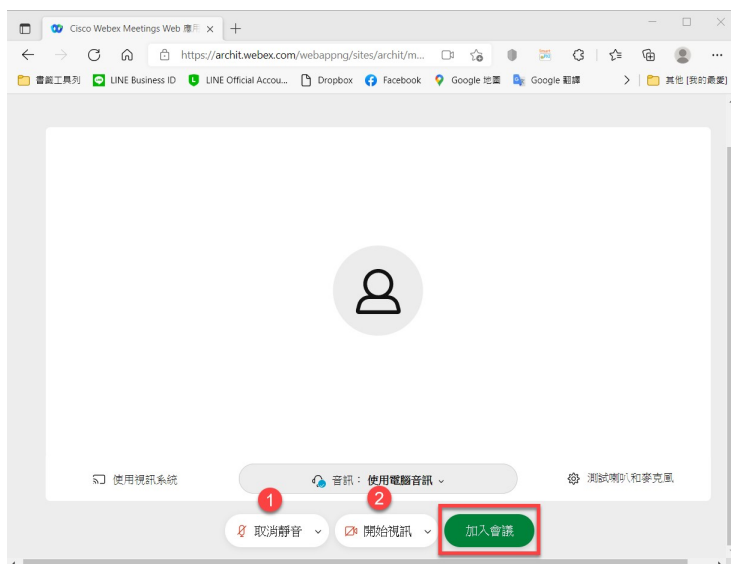 Cisco Webex Meetings Web 應用
https://archit.webex.com/webappng/sites/archit/m...
書籤工具列 LINE Business ID LINE Official Accou... Dropbox Facebook Google 地圖 Google 翻譯 其他 [我的最愛]
使用視訊系統 音訊： 使用電腦音訊 測試喇叭和麥克風
1 2
取消靜音 開始視訊 加入會議